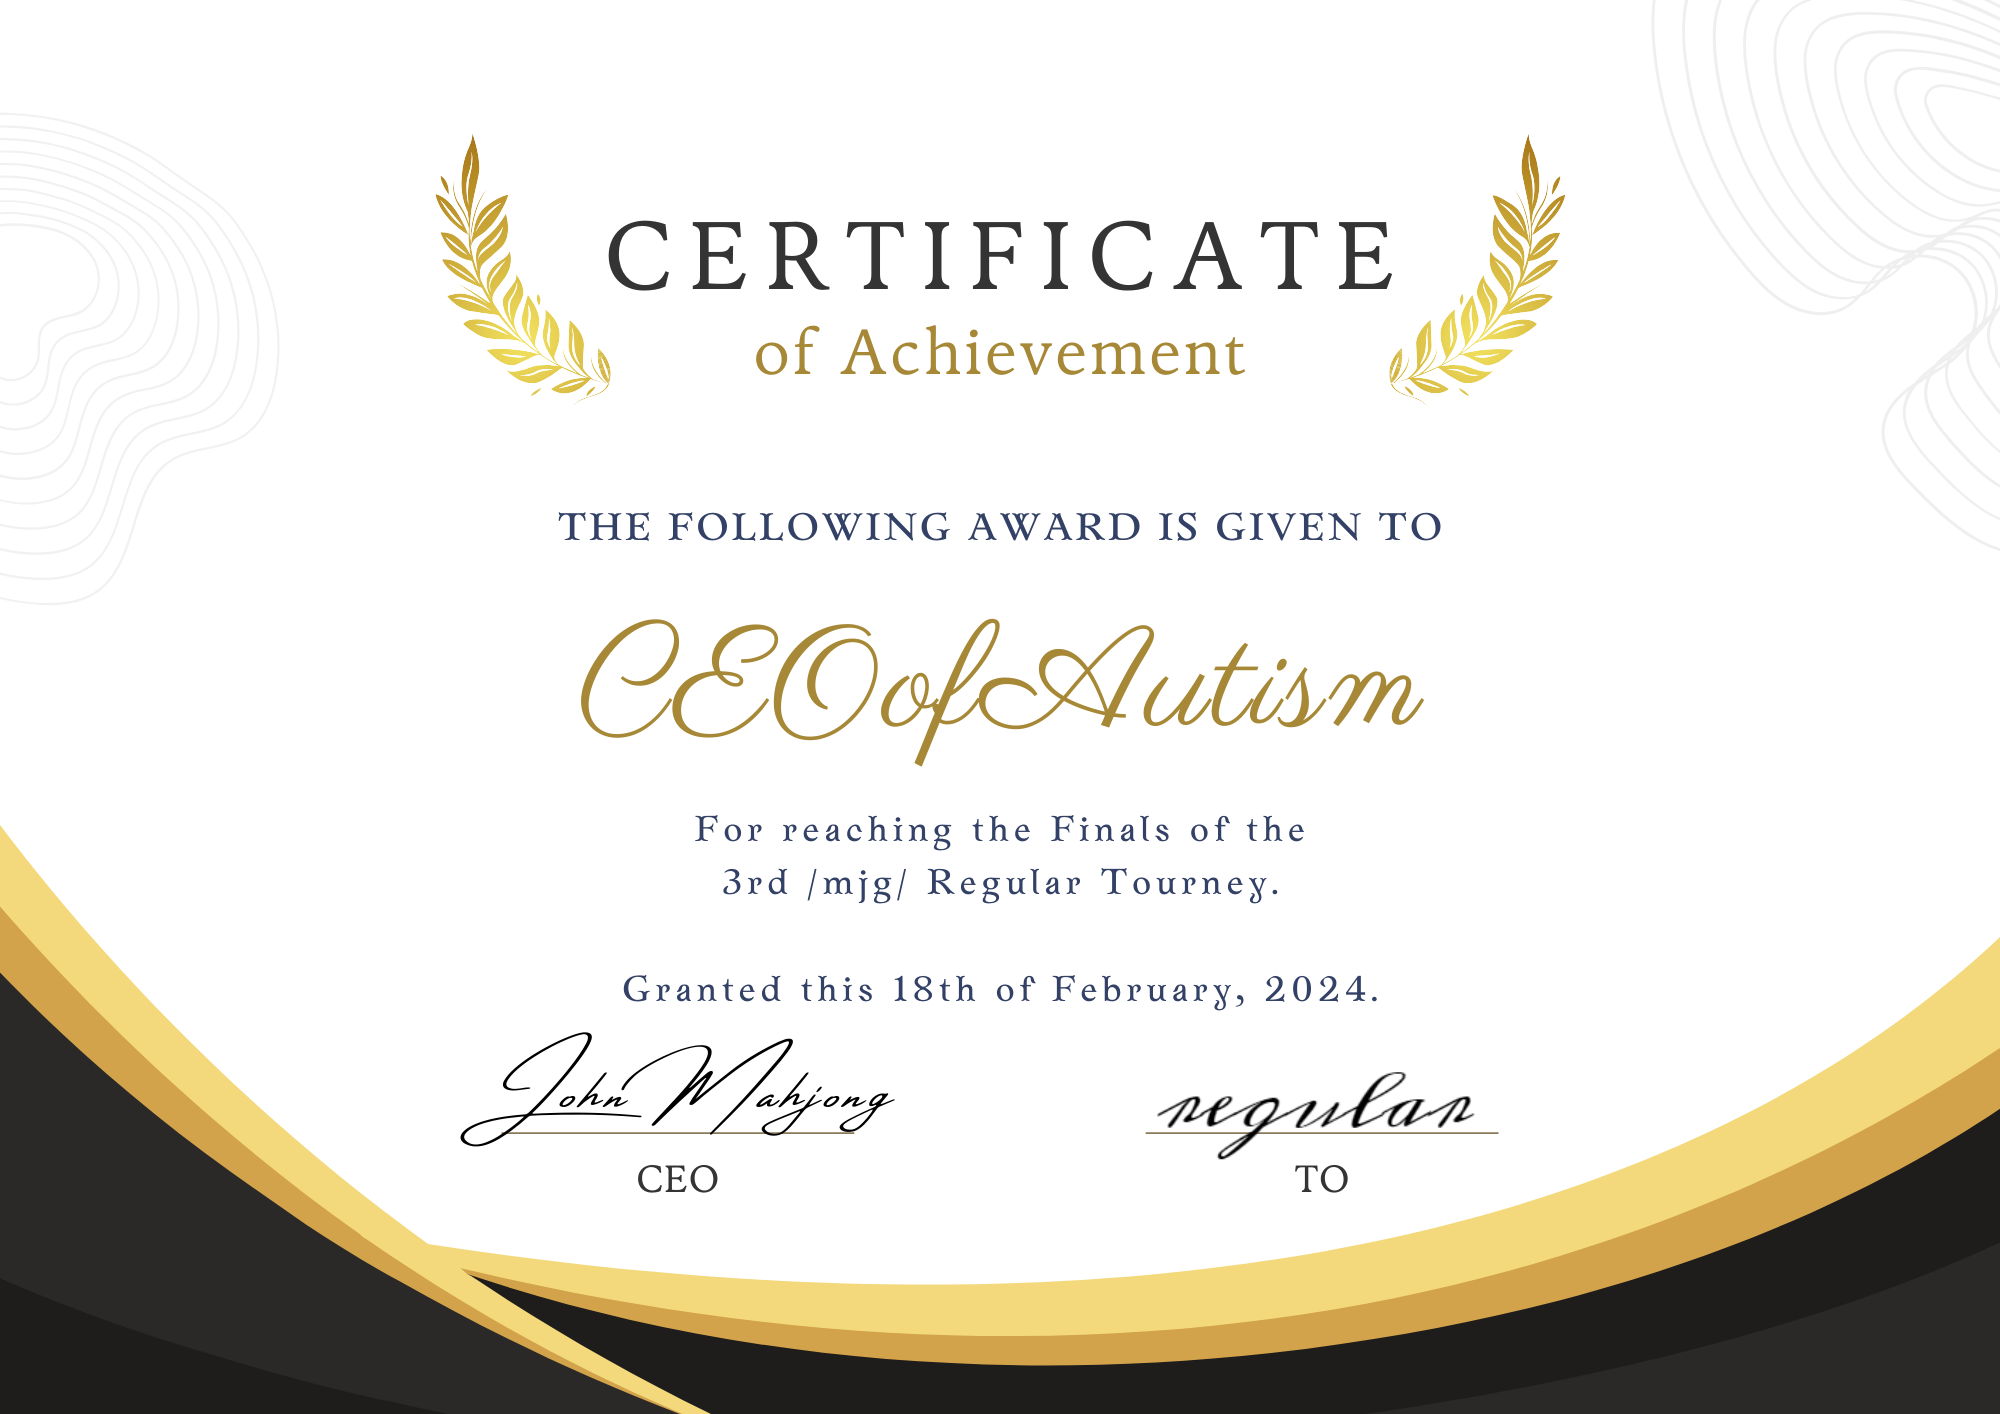 CERTIFICATE
of Achievement
THE FOLLOWING AWARD IS GIVEN TO
CEOofAutism
For reaching the Finals of the
3rd /mjg/ Regular Tourney.
Granted this 18th of February, 2024.
John Mahjong
regular
CEO
TO